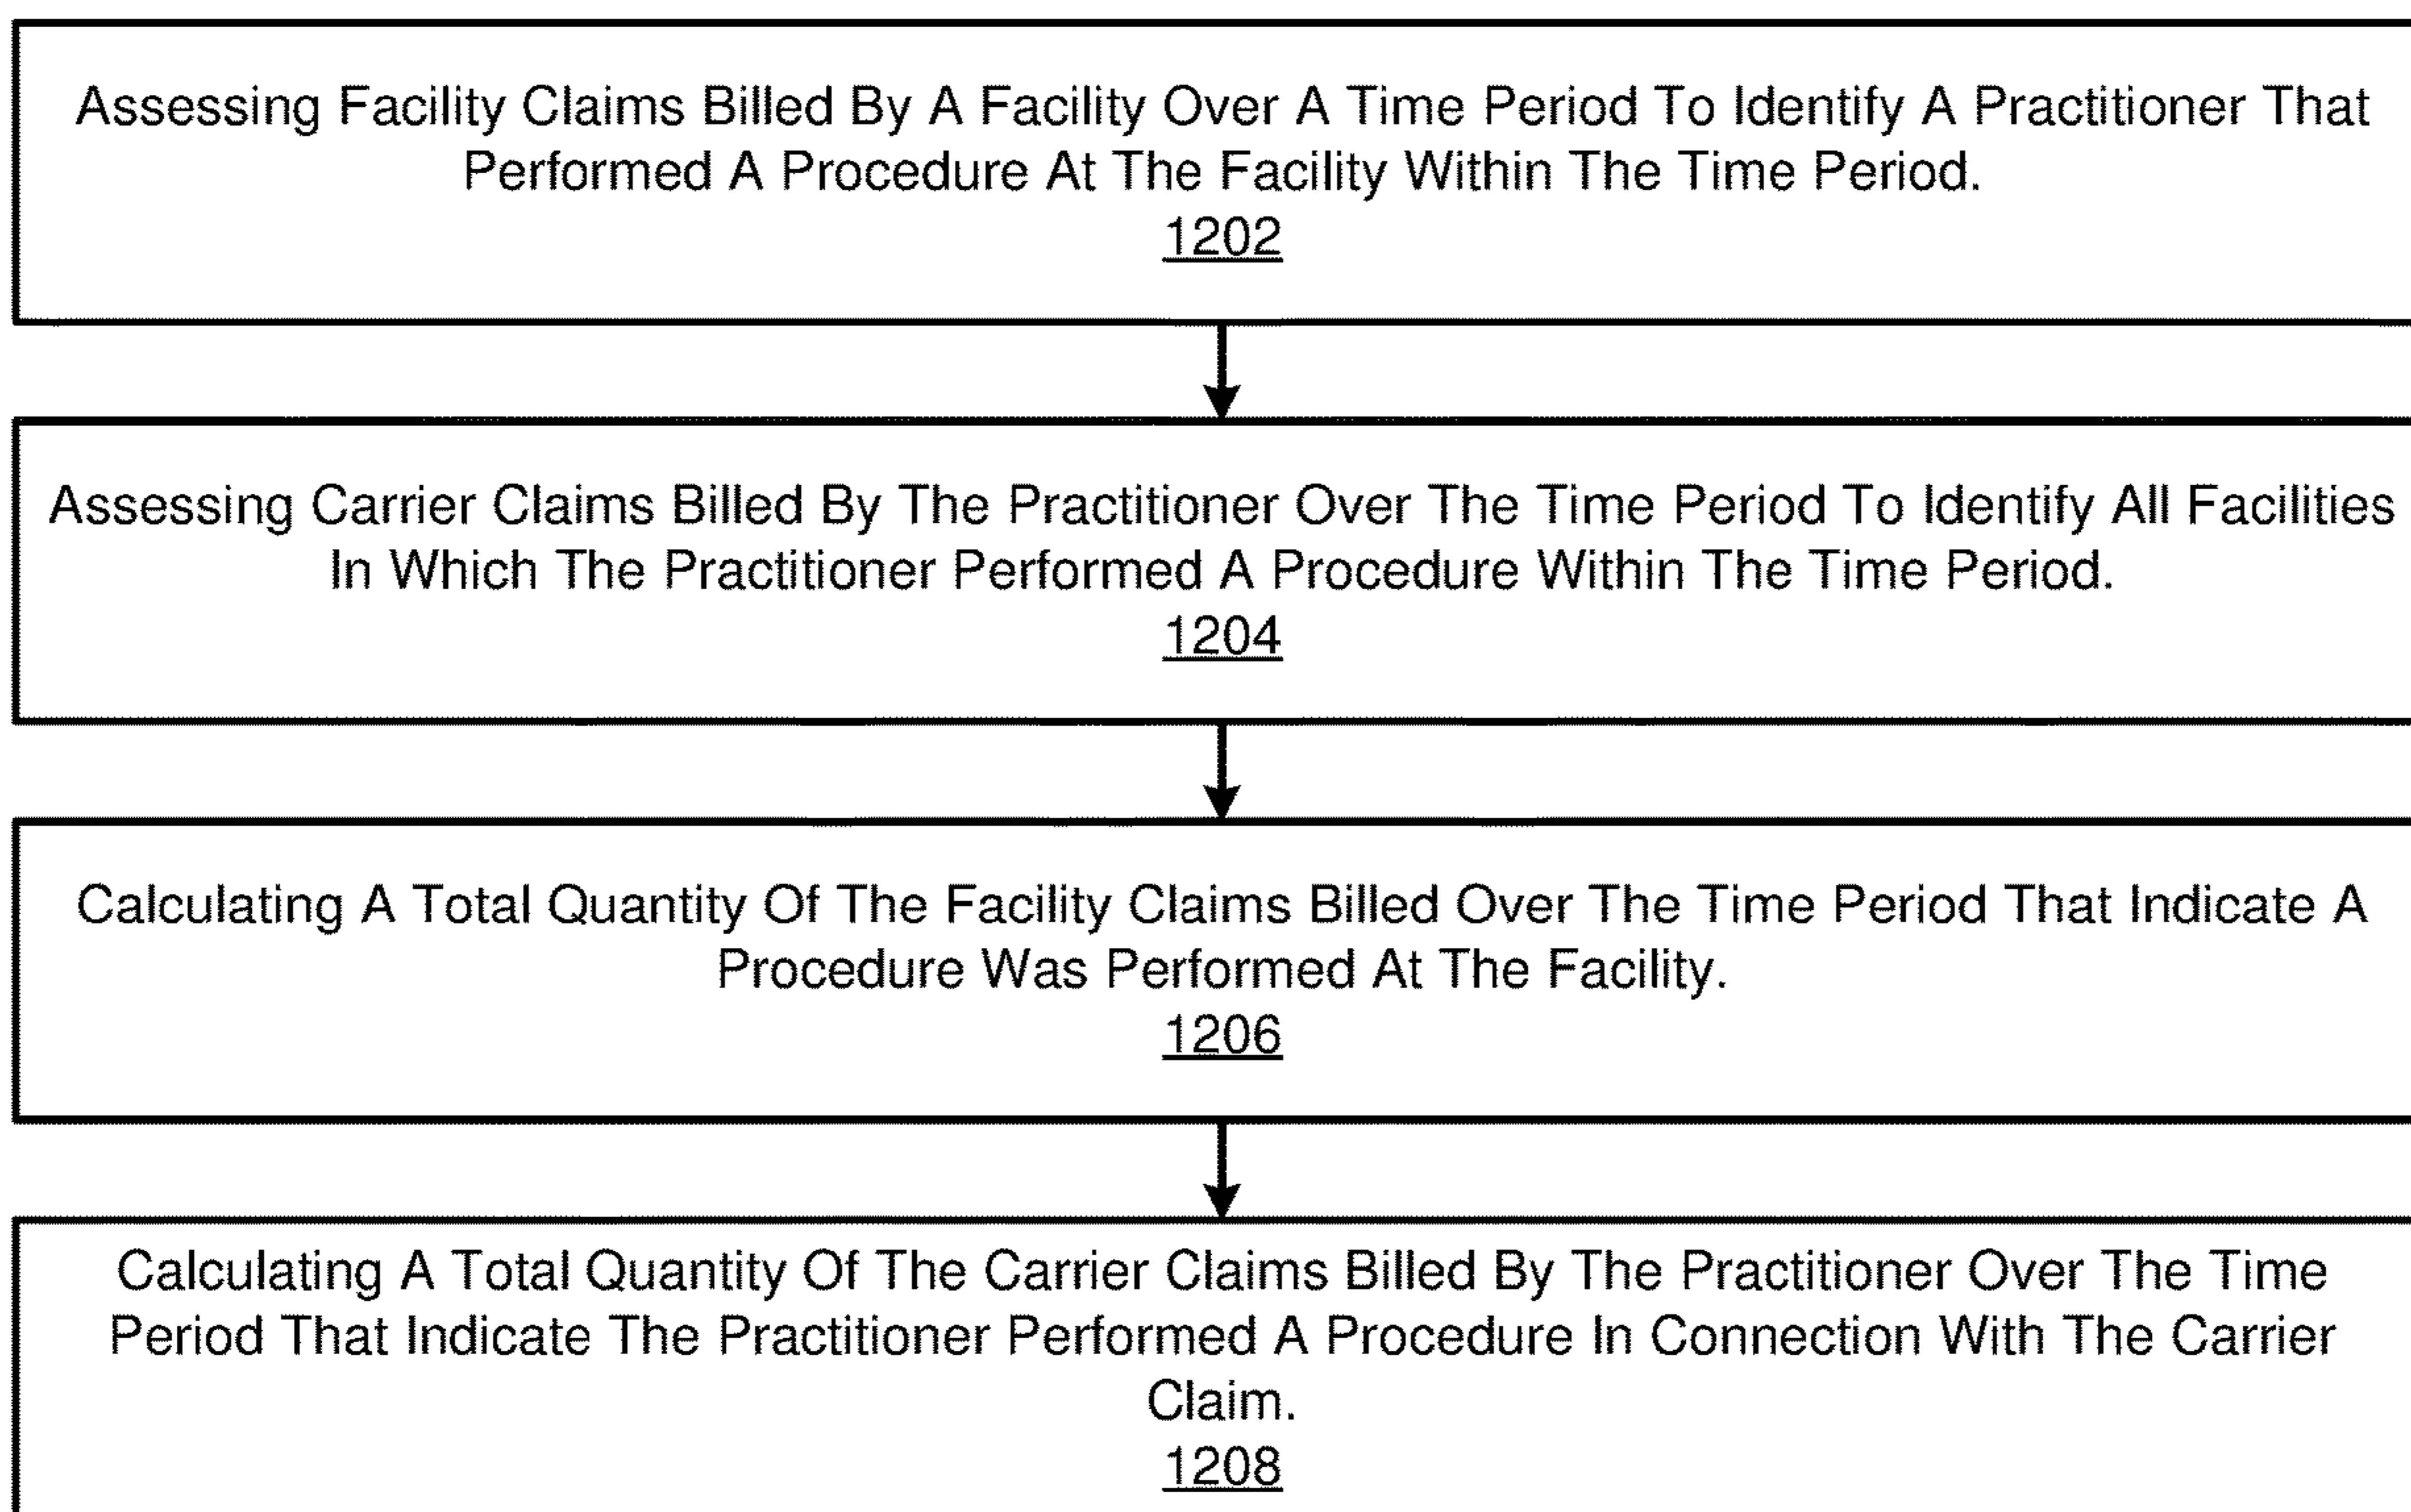 Assessing Facility Claims Billed By A Facility Over A Time Period To Identify A Practitioner That
Performed A Procedure At The Facility Within The Time Period.
1202
Assessing Carrier Claims Billed By The Practitioner Over The Time Period To Identify All Facilities
In Which The Practitioner Performed A Procedure Within The Time Period.
1204
Calculating A Total Quantity Of The Facility Claims Billed Over The Time Period That Indicate A
Procedure Was Performed At The Facility.
1206
Calculating A Total Quantity Of The Carrier Claims Billed By The Practitioner Over The Time
Period That Indicate The Practitioner Performed A Procedure In Connection With The Carrier
Claim.
1208